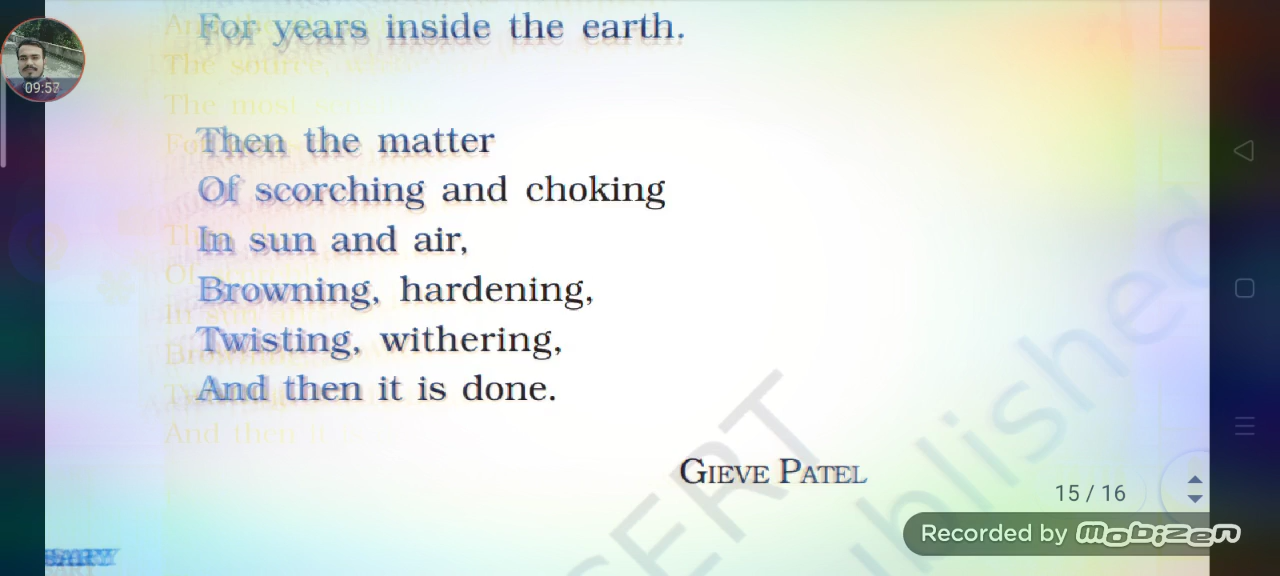 For years inside the earth.
09:57
Then the matter
Of scorching and choking
In sun and air,
Browning, hardening,
Twisting, withering,
And then it is done.
GIEVE PATEL
15 / 16
Recorded by Mobizen